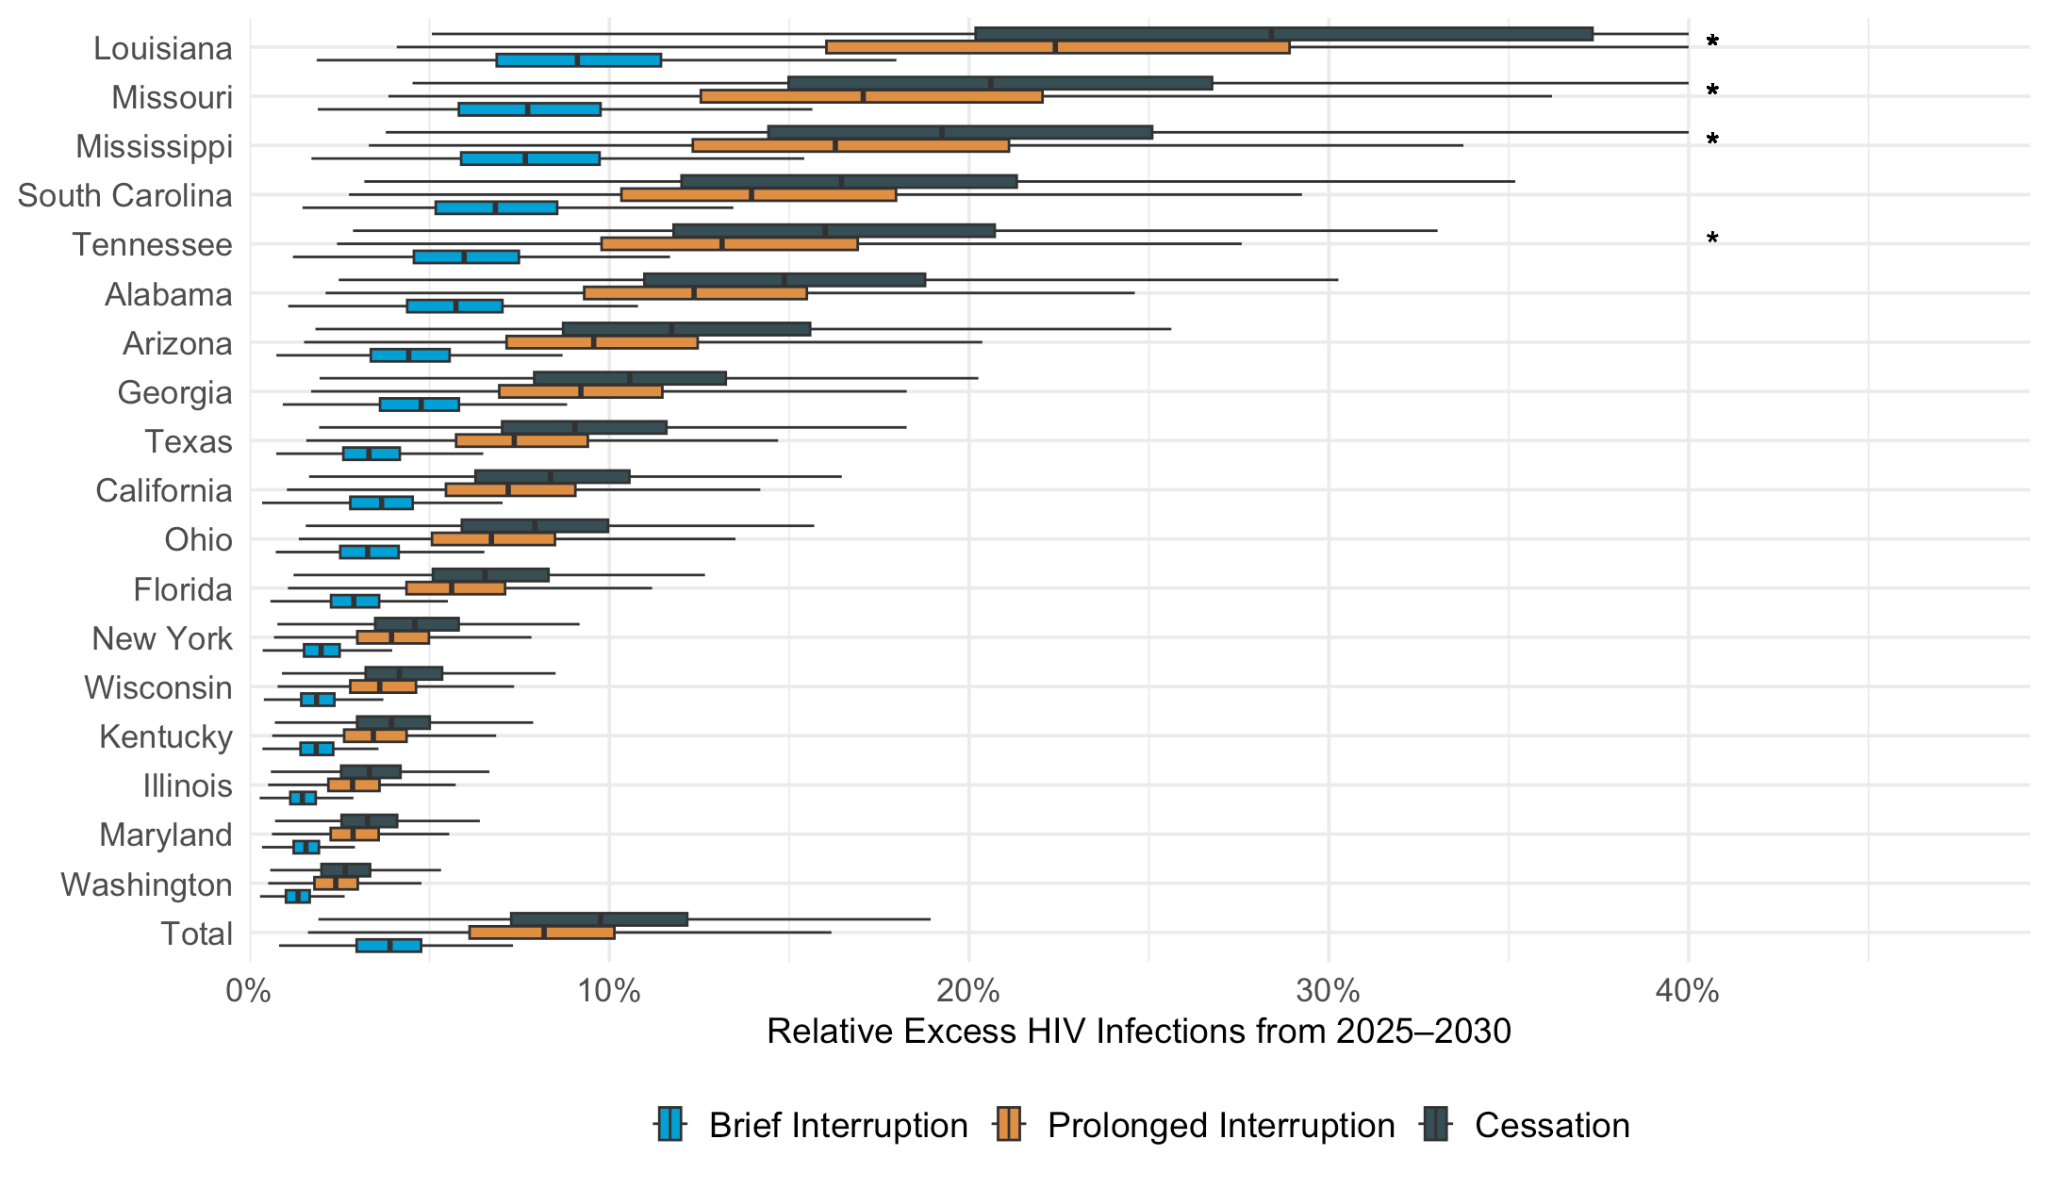 Louisiana *
Missouri *
Mississippi *
South Carolina
Tennessee *
Alabama
Arizona
Georgia
Texas
California
Ohio
Florida
New York
Wisconsin
Kentucky
Illinois
Maryland
Washington
Total
0% 10% 20% 30% 40%
Relative Excess HIV Infections from 2025–2030
Brief Interruption Prolonged Interruption Cessation